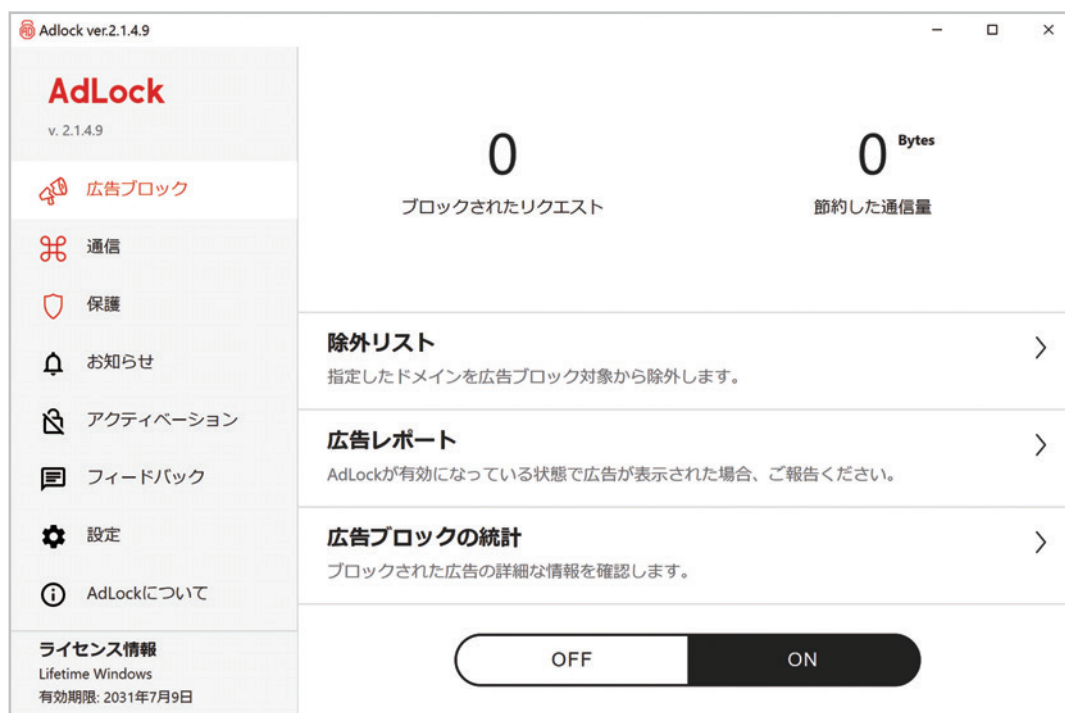 Adlock ver.2.1.4.9
AdLock
v. 2.1.4.9
広告ブロック
通信
保護
お知らせ
アクティベーション
フィードバック
設定
AdLockについて
ライセンス情報
Lifetime Windows
有効期限: 2031年7月9日
0
ブロックされたリクエスト
0 Bytes
節約した通信量
除外リスト
指定したドメインを広告ブロック対象から除外します。
広告レポート
AdLockが有効になっている状態で広告が表示された場合、ご報告ください。
広告ブロックの統計
ブロックされた広告の詳細な情報を確認します。
OFF ON